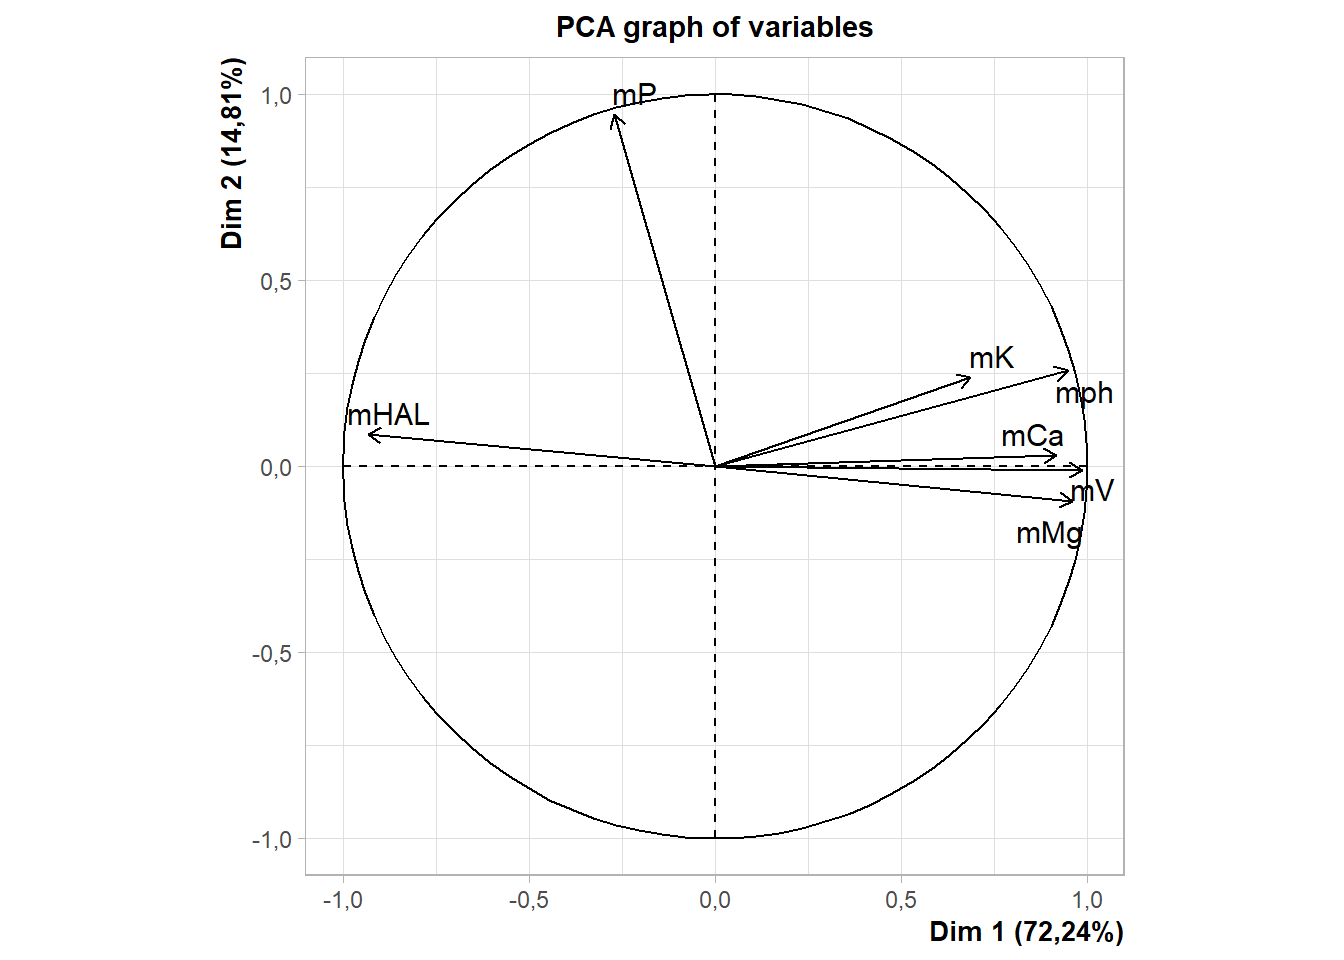 PCA graph of variables
Dim 2 (14,81%)
1,0
0,5
0,0
-0,5
-1,0
mP
mK
mph
mHAL
mCa
mV
mMg
-1,0
-0,5
0,0
0,5
1,0
Dim 1 (72,24%)